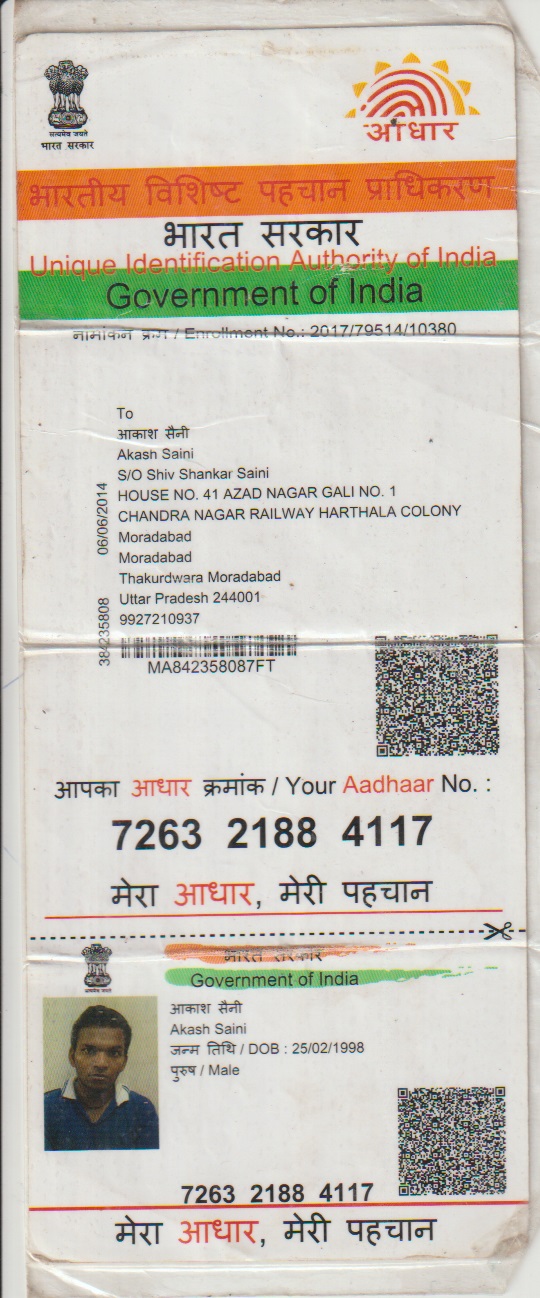 सत्यमेव जयते
भारत सरकार
आधार
भारतीय विशिष्ट पहचान प्राधिकरण
भारत सरकार
Unique Identification Authority of India
Government of India
नामांकन क्रम / Enrollment No.: 2017/79514/10380
To
आकाश सैनी
Akash Saini
S/O Shiv Shankar Saini
HOUSE NO. 41 AZAD NAGAR GALI NO. 1
CHANDRA NAGAR RAILWAY HARTHALA COLONY
Moradabad
Moradabad
Thakurdwara Moradabad
Uttar Pradesh 244001
9927210937
06/06/2014
384235808
MA842358087FT
आपका आधार क्रमांक / Your Aadhaar No. :
7263 2188 4117
मेरा आधार, मेरी पहचान
भारत सरकार
Government of India
आकाश सैनी
Akash Saini
जन्म तिथि / DOB : 25/02/1998
पुरुष / Male
7263 2188 4117
मेरा आधार, मेरी पहचान